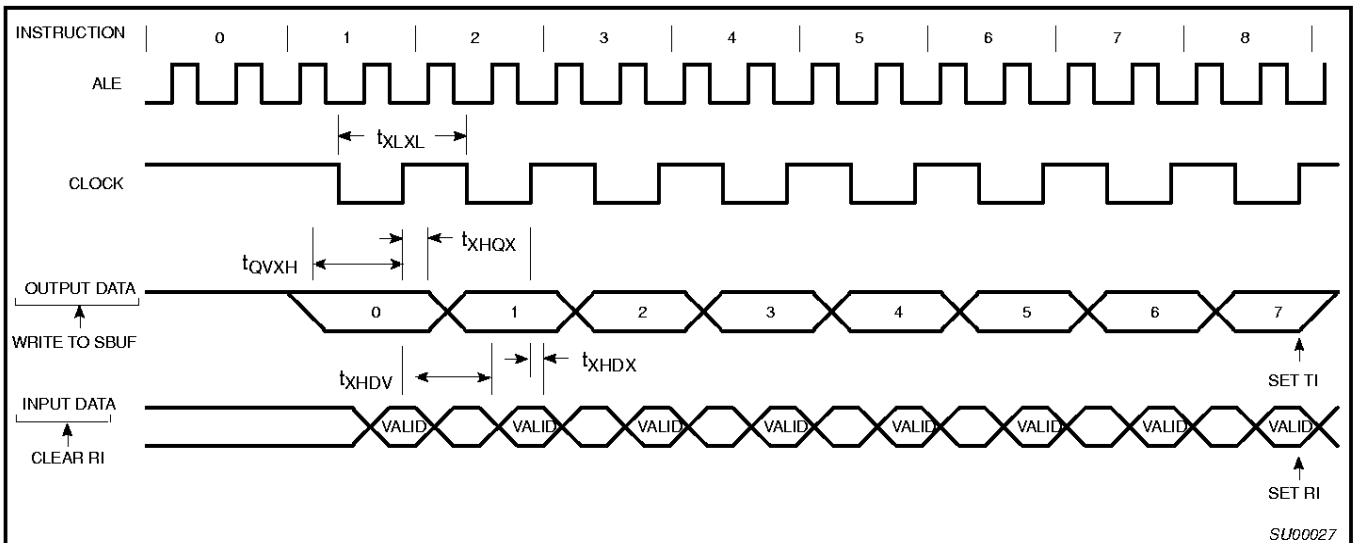 INSTRUCTION 0 1 2 3 4 5 6 7 8
ALE
tXLXL
CLOCK
tXHQX
tQVXH
OUTPUT DATA
0 1 2 3 4 5 6 7
WRITE TO SBUF
tXHDX
tXHDV
SET TI
INPUT DATA
VALID VALID VALID VALID VALID VALID VALID VALID
CLEAR RI
SET RI
SU00027